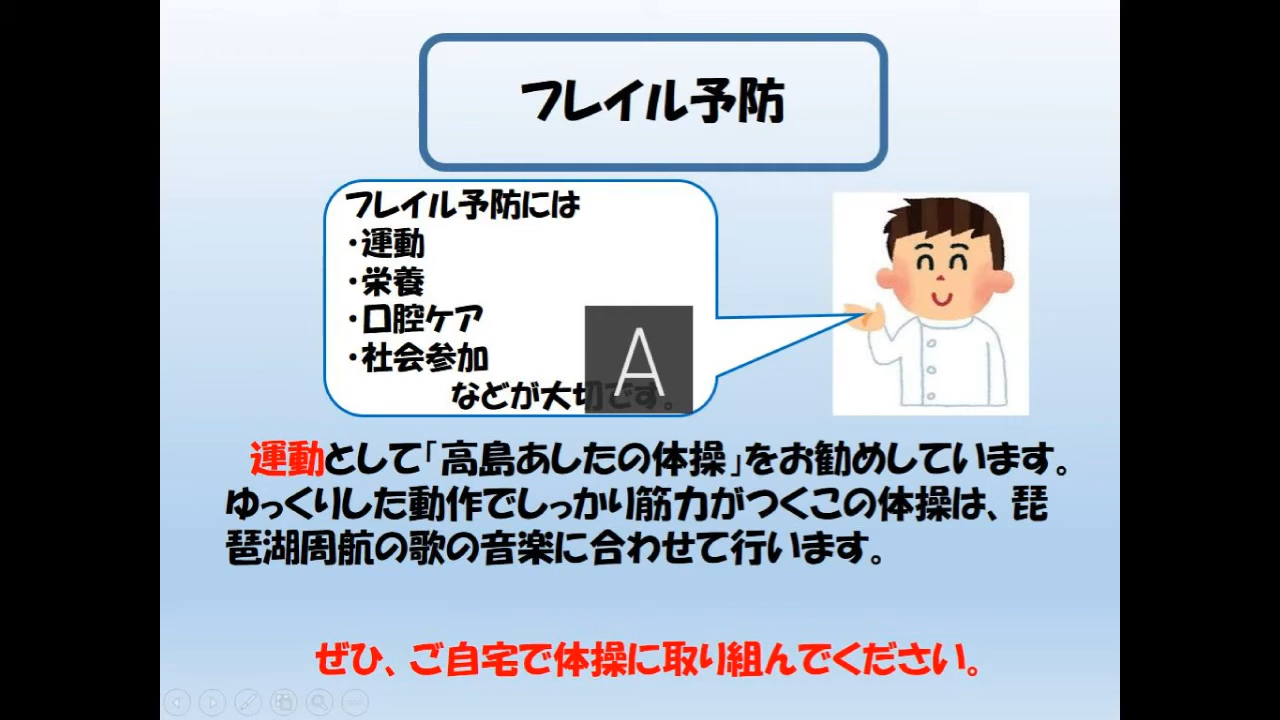 フレイル予防
フレイル予防には
・運動
・栄養
・口腔ケア
・社会参加
などが大切です。
A
運動として「高島あしたの体操」をお勧めしています。
ゆっくりした動作でしっかり筋力がつくこの体操は、琵
琶湖周航の歌の音楽に合わせて行います。
ぜひ、ご自宅で体操に取り組んでください。